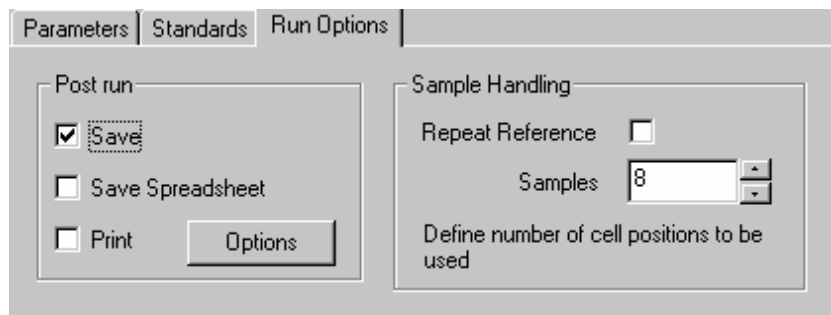 Parameters Standards Run Options
Post run
Save
Save Spreadsheet
Print Options
Sample Handling
Repeat Reference
Samples 8
Define number of cell positions to be
used